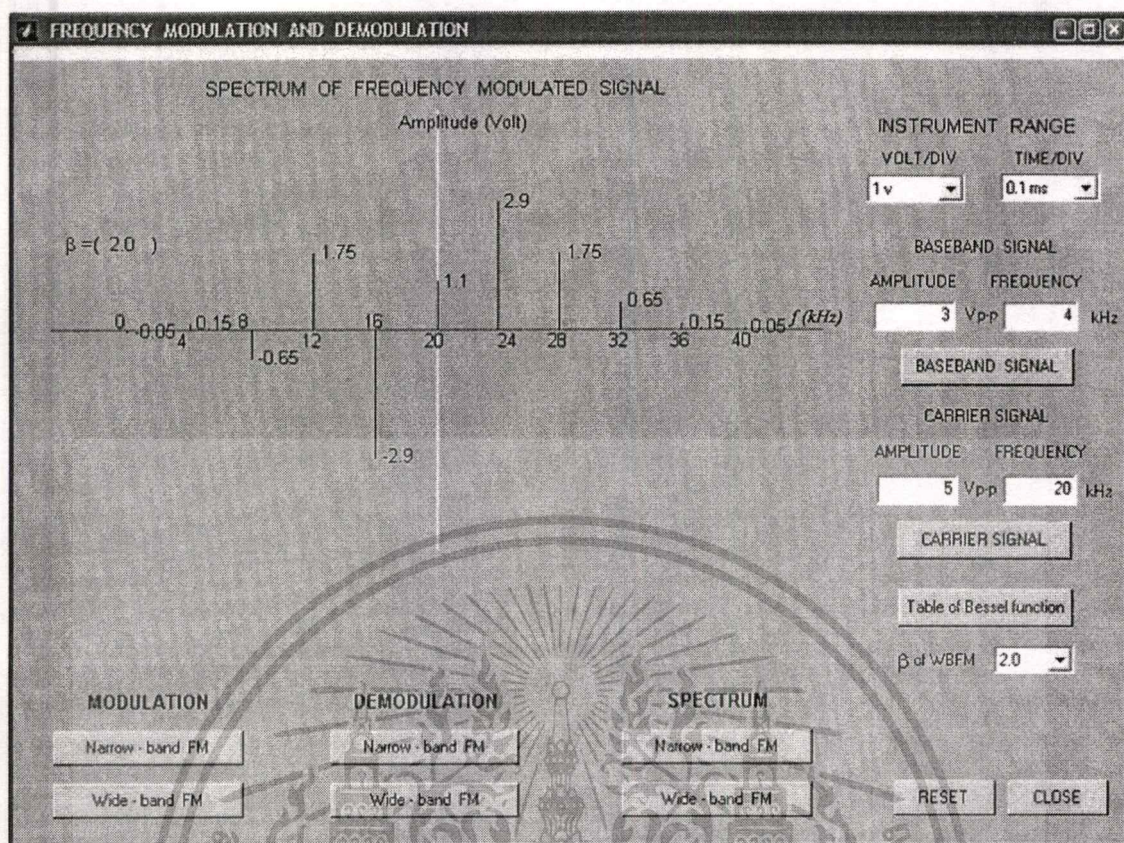 FREQUENCY MODULATION AND DEMODULATION
SPECTRUM OF FREQUENCY MODULATED SIGNAL
Amplitude (Volt)
β =( 2.0 )
2.9
1.75
1.75
1.1
0.65
0 -0.05 0.15 8 16 0.15 0.05 f (kHz)
4 12 20 24 28 32 36 40
-0.65
-2.9
INSTRUMENT RANGE
VOLT/DIV TIME/DIV
1 v 0.1 ms
BASEBAND SIGNAL
AMPLITUDE FREQUENCY
3 Vp-p 4 kHz
BASEBAND SIGNAL
CARRIER SIGNAL
AMPLITUDE FREQUENCY
5 Vp-p 20 kHz
CARRIER SIGNAL
Table of Bessel function
β of WBFM 2.0
MODULATION DEMODULATION SPECTRUM
Narrow - band FM Narrow - band FM Narrow - band FM
Wide - band FM Wide - band FM Wide - band FM
RESET CLOSE